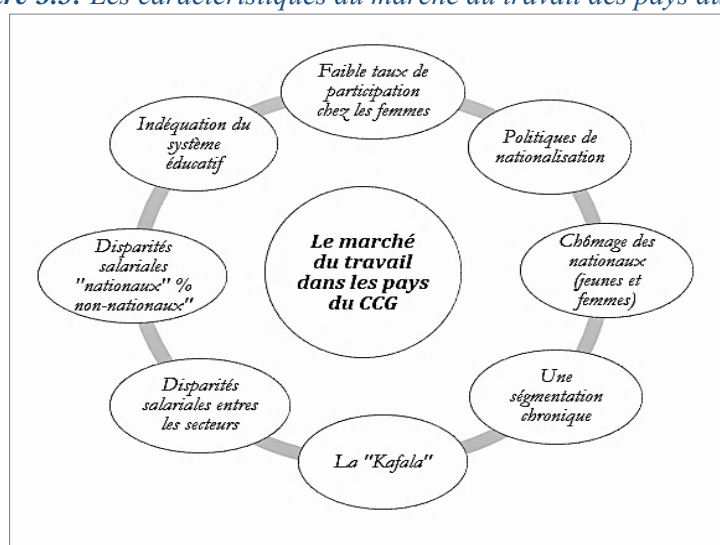 3.3. Les caractéristiques du marché du travail des pays du
Faible taux de
participation
chez les femmes
Politiques de
nationalisation
Chômage des
nationaux
(jeunes et
femmes)
Une
ségmentation
chronique
La "Kafala"
Disparités
salariales entres
les secteurs
Disparités
salariales
"nationaux" %
non-nationaux"
Indéquation du
système
éducatif
Le marché
du travail
dans les pays
du CCG